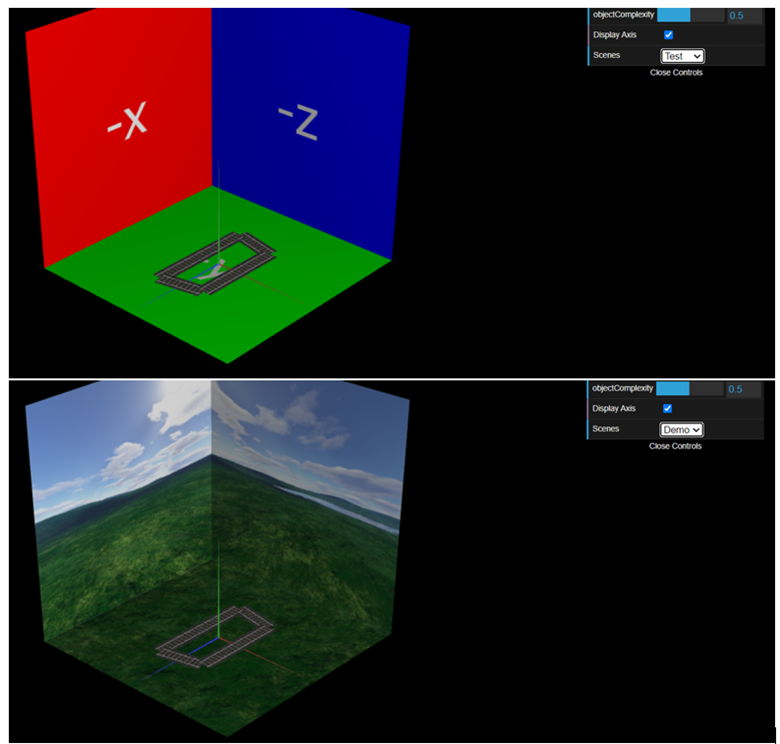 objectComplexity 0.5
Display Axis
Scenes Test
Close Controls
-X
-Z
-Y
objectComplexity 0.5
Display Axis
Scenes Demo
Close Controls